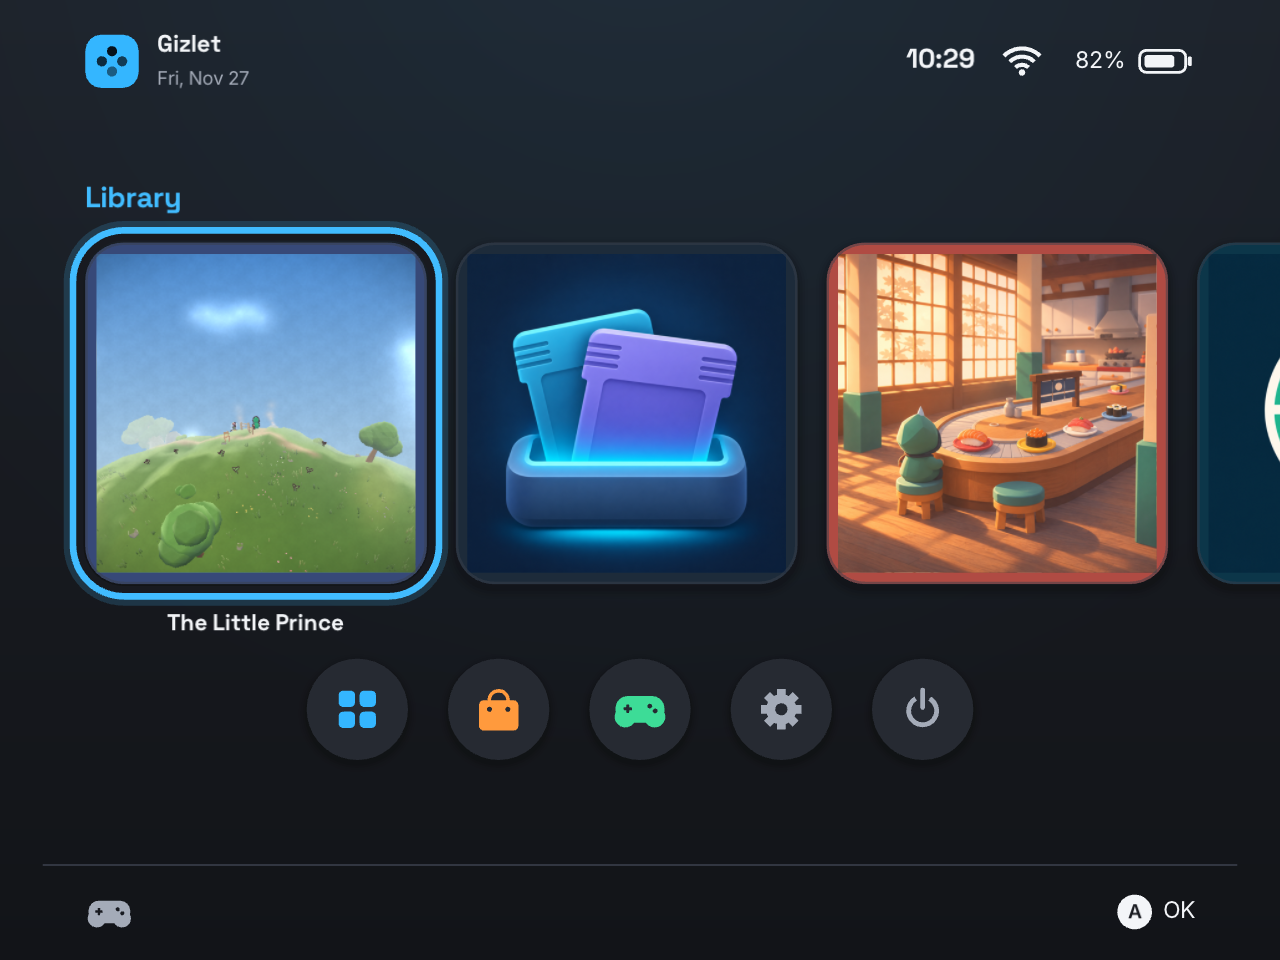 Gizlet
Fri, Nov 27
10:29
82%
Library
The Little Prince
A OK